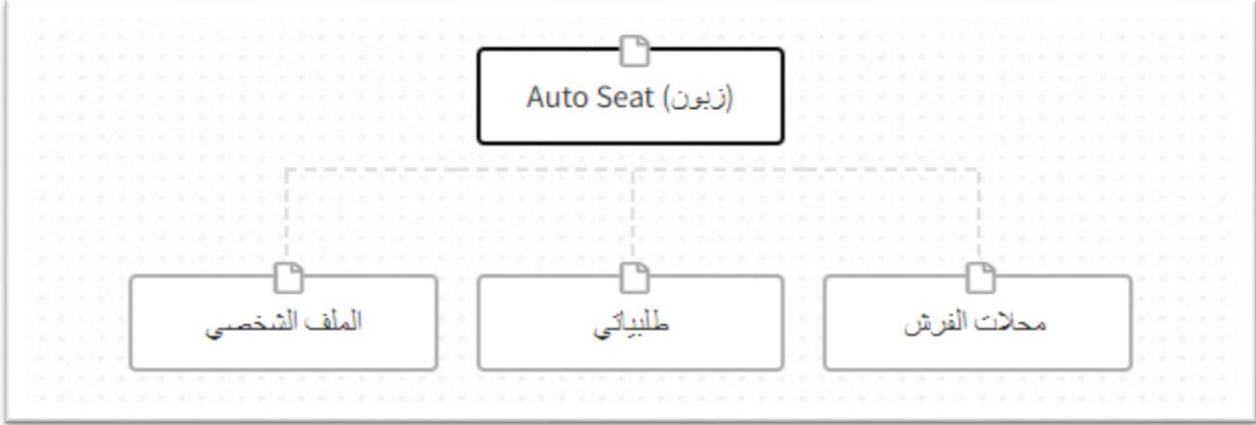 Auto Seat (زبون)
محلات الفرش
طلبياتي
الملف الشخصي